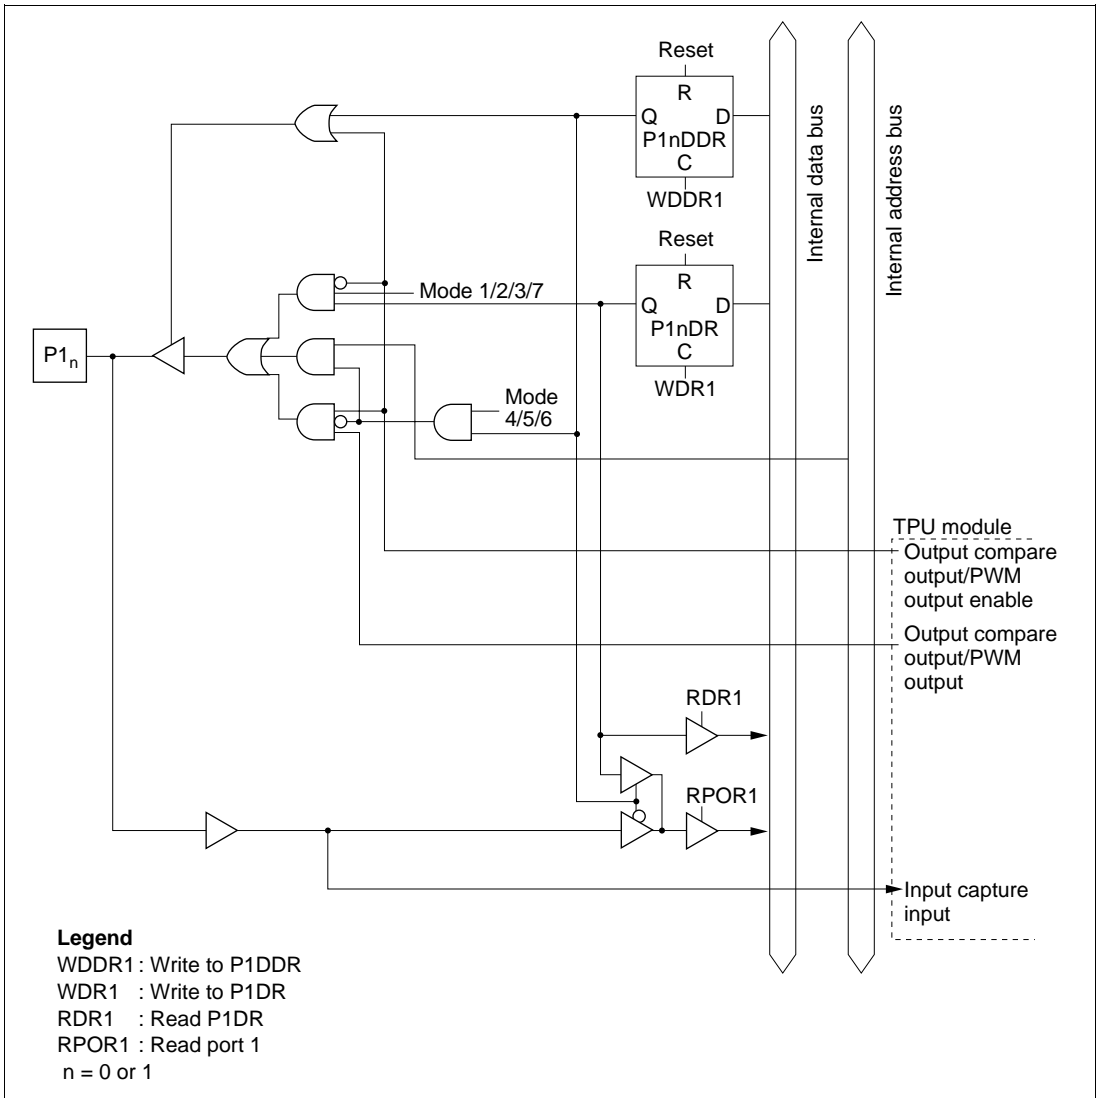 Reset
R
Q D
P1nDDR
C
WDDR1
Internal data bus
Internal address bus
Reset
R
Q D
P1nDR
C
WDR1
Mode 1/2/3/7
P1n
Mode
4/5/6
TPU module
Output compare
output/PWM
output enable
Output compare
output/PWM
output
RDR1
RPOR1
Input capture
input
Legend
WDDR1 : Write to P1DDR
WDR1 : Write to P1DR
RDR1 : Read P1DR
RPOR1 : Read port 1
n = 0 or 1